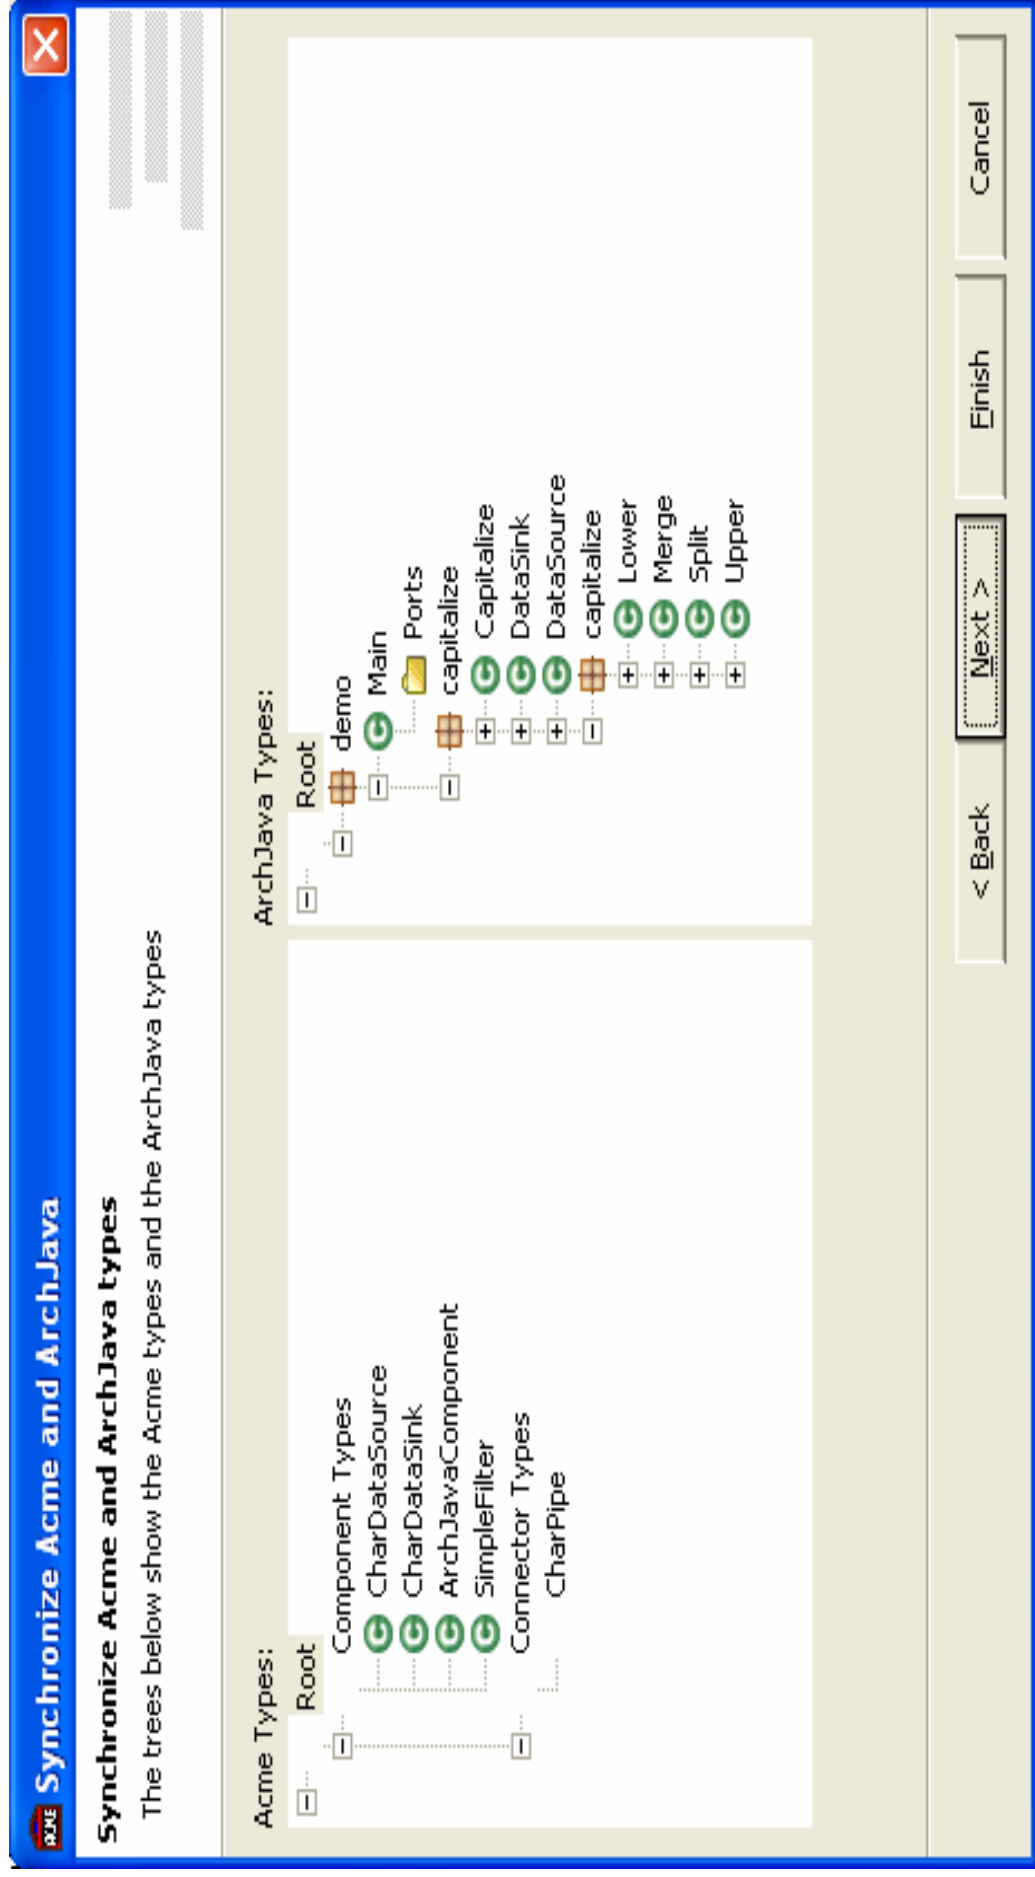 ACME Synchronize Acme and ArchJava
Synchronize Acme and ArchJava types
The trees below show the Acme types and the ArchJava types
Acme Types:
Root
Component Types
CharDataSource
CharDataSink
ArchJavaComponent
SimpleFilter
Connector Types
CharPipe
ArchJava Types:
Root
demo
Main
Ports
capitalize
Capitalize
DataSink
DataSource
capitalize
Lower
Merge
Split
Upper
< Back
Next >
Finish
Cancel